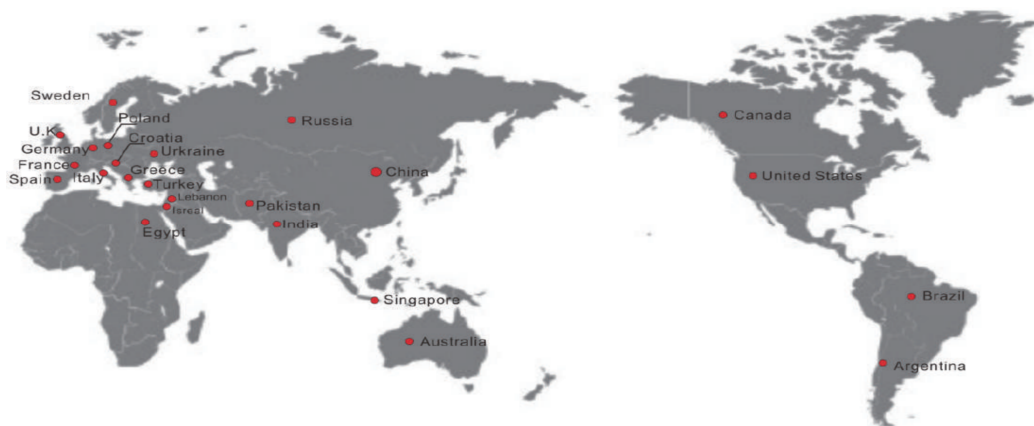 Sweden
Poland
U.K
Croatia
Germany
Urkraine
France
Italy
Greece
Spain
Turkey
Lebanon
Isreal
Egypt
Russia
China
Pakistan
India
Singapore
Australia
Canada
United States
Brazil
Argentina